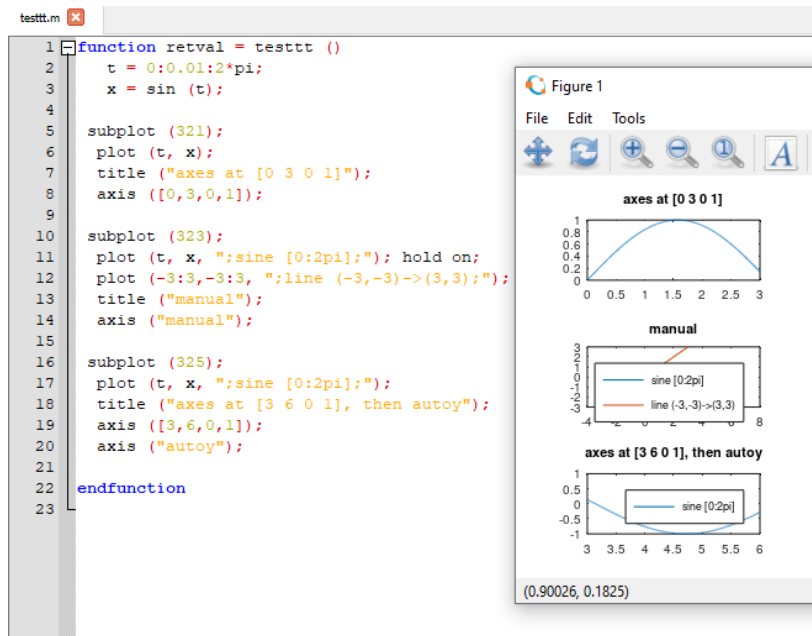 testtt.m
1 function retval = testtt ()
2 t = 0:0.01:2*pi;
3 x = sin (t);
4
5 subplot (321);
6 plot (t, x);
7 title ("axes at [0 3 0 1]");
8 axis ([0,3,0,1]);
9
10 subplot (323);
11 plot (t, x, ";sine [0:2pi];"); hold on;
12 plot (-3:3,-3:3, ";line (-3,-3)->(3,3);");
13 title ("manual");
14 axis ("manual");
15
16 subplot (325);
17 plot (t, x, ";sine [0:2pi];");
18 title ("axes at [3 6 0 1], then autoy");
19 axis ([3,6,0,1]);
20 axis ("autoy");
21
22 endfunction
23
Figure 1
File Edit Tools
A
axes at [0 3 0 1]
1
0.8
0.6
0.4
0.2
0
0 0.5 1 1.5 2 2.5 3
manual
3
2
1
0
-1
-2
-3
sine [0:2pi]
line (-3,-3)->(3,3)
-4 -2 0 2 4 6 8
axes at [3 6 0 1], then autoy
1
0.5
0
-0.5
-1
sine [0:2pi]
3 3.5 4 4.5 5 5.5 6
(0.90026, 0.1825)